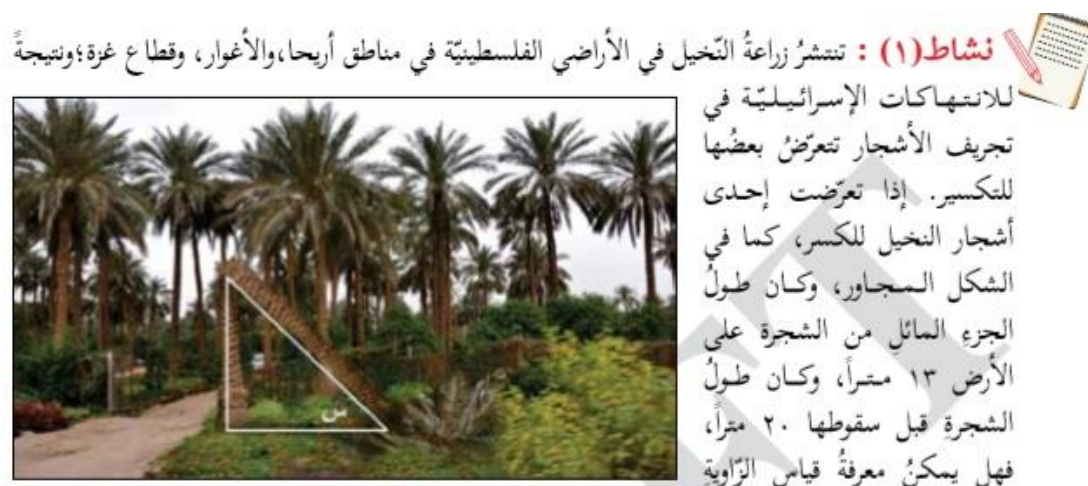 نشاط(١) : تنتشرُ زراعةُ النّخيل في الأراضي الفلسطينيّة في مناطق أريحا،والأغوار، وقطاع غزة؛ونتيجةً
للانتهاكات الإسرائيليّة في
تجريف الأشجار تتعرّضُ بعضُها
للتكسير. إذا تعرّضت إحدى
أشجار النخيل للكسر، كما في
الشكل المجاور، وكان طولُ
الجزءِ المائلِ من الشجرة على
الأرض ١٣ متراً، وكان طولُ
الشجرةِ قبل سقوطها ٢٠ متراً،
فهل يمكنُ معرفةُ قياسِ الزّاويةِ
س